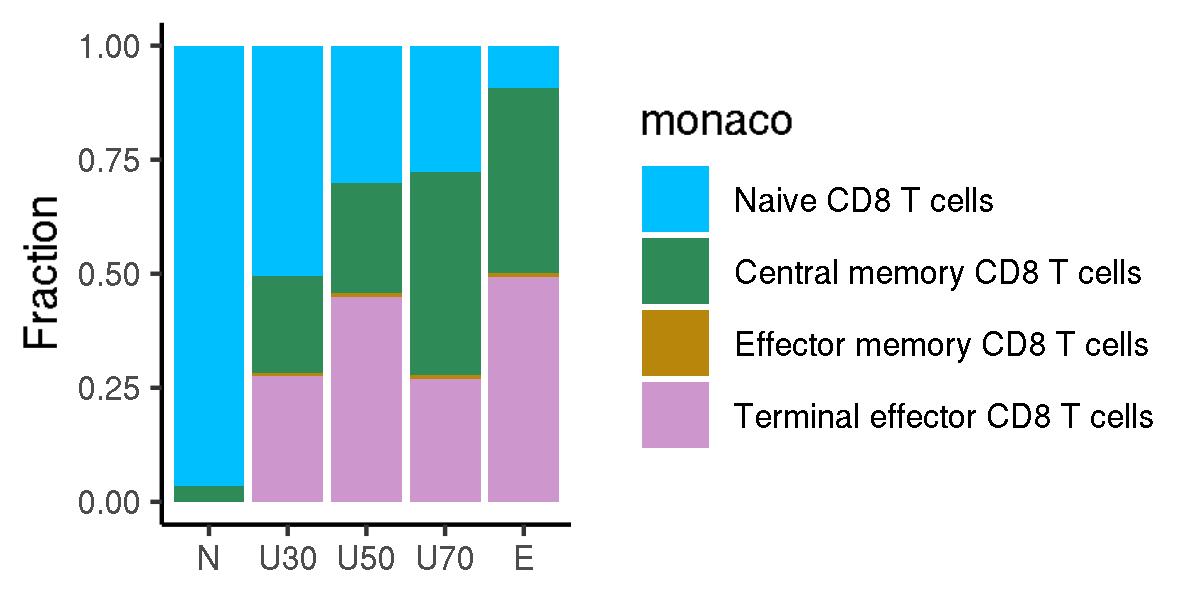 Fraction
1.00
0.75
0.50
0.25
0.00
N U30 U50 U70 E
monaco
Naive CD8 T cells
Central memory CD8 T cells
Effector memory CD8 T cells
Terminal effector CD8 T cells